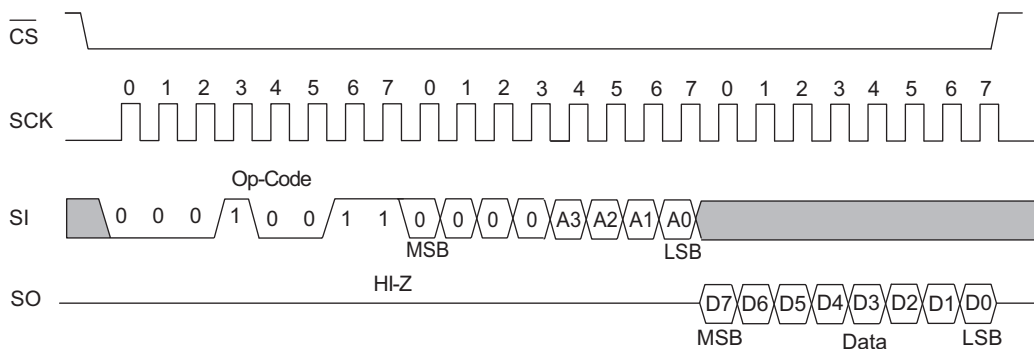 CS
0 1 2 3 4 5 6 7 0 1 2 3 4 5 6 7 0 1 2 3 4 5 6 7
SCK
Op-Code
SI 0 0 0 1 0 0 1 1 0 0 0 0 A3 A2 A1 A0
MSB LSB
HI-Z
SO D7 D6 D5 D4 D3 D2 D1 D0
MSB Data LSB